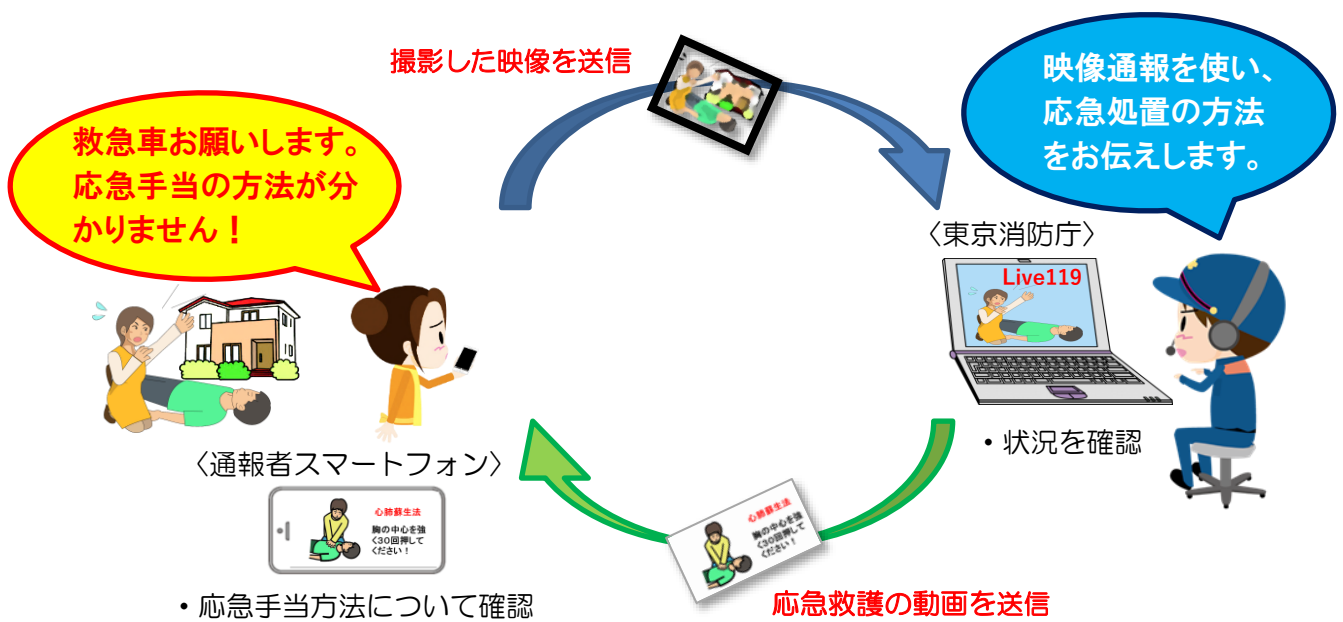 撮影した映像を送信
映像通報を使い、
応急処置の方法
をお伝えします。
救急車お願いします。
応急手当の方法が分
かりません！
〈東京消防庁〉
Live119
・状況を確認
〈通報者スマートフォン〉
心肺蘇生法
胸の中心を強
く30回押して
ください！
心肺蘇生法
胸の中心を強
く30回押して
ください！
・応急手当方法について確認
応急救護の動画を送信